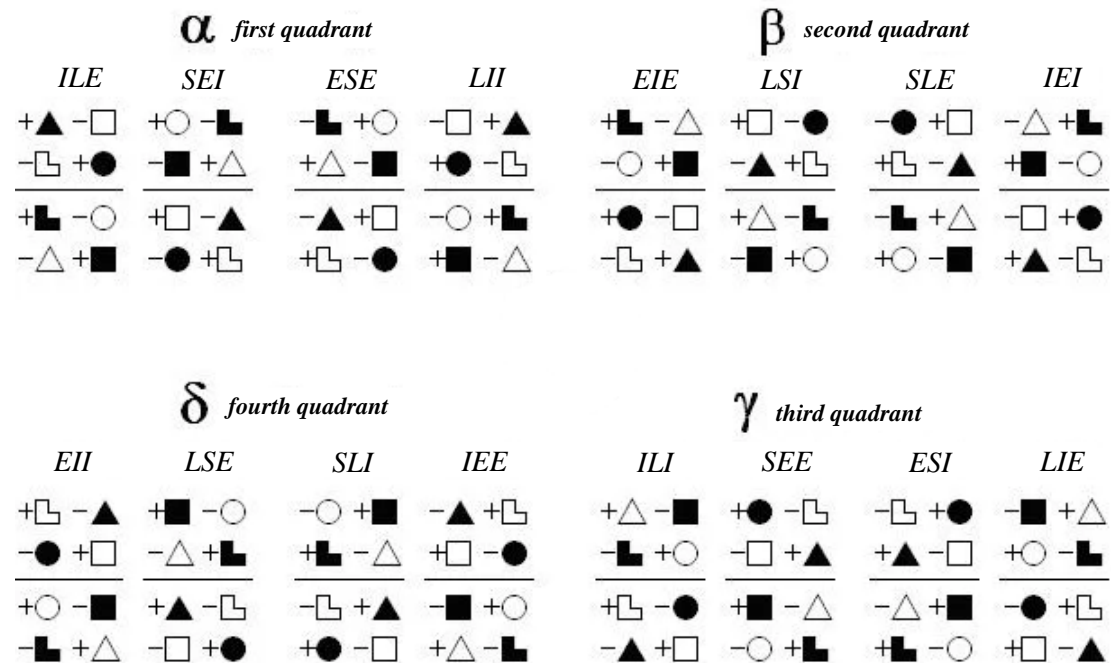 α first quadrant
β second quadrant
ILE SEI ESE LII
EIE LSI SLE IEI
δ fourth quadrant
γ third quadrant
EII LSE SLI IEE
ILI SEE ESI LIE